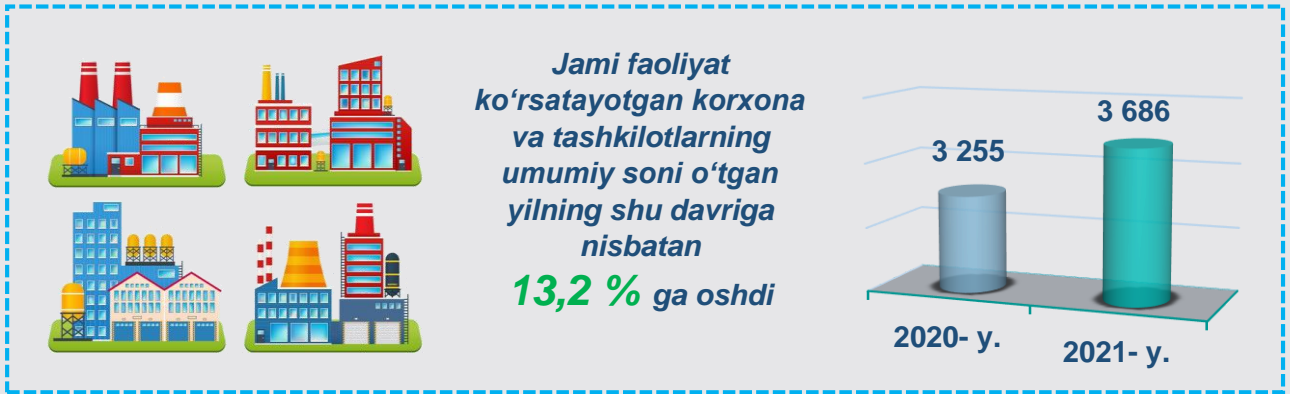 Jami faoliyat
ko‘rsatayotgan korxona
va tashkilotlarning
umumiy soni o‘tgan
yilning shu davriga
nisbatan
13,2 % ga oshdi
3 255
3 686
2020- y.
2021- y.